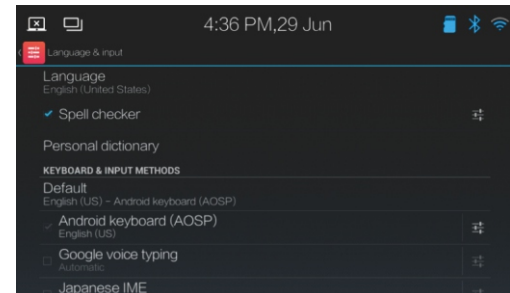 4:36 PM,29 Jun
Language & input
Language
English (United States)
Spell checker
Personal dictionary
KEYBOARD & INPUT METHODS
Default
English (US) – Android keyboard (AOSP)
Android keyboard (AOSP)
English (US)
Google voice typing
Automatic
Japanese IME